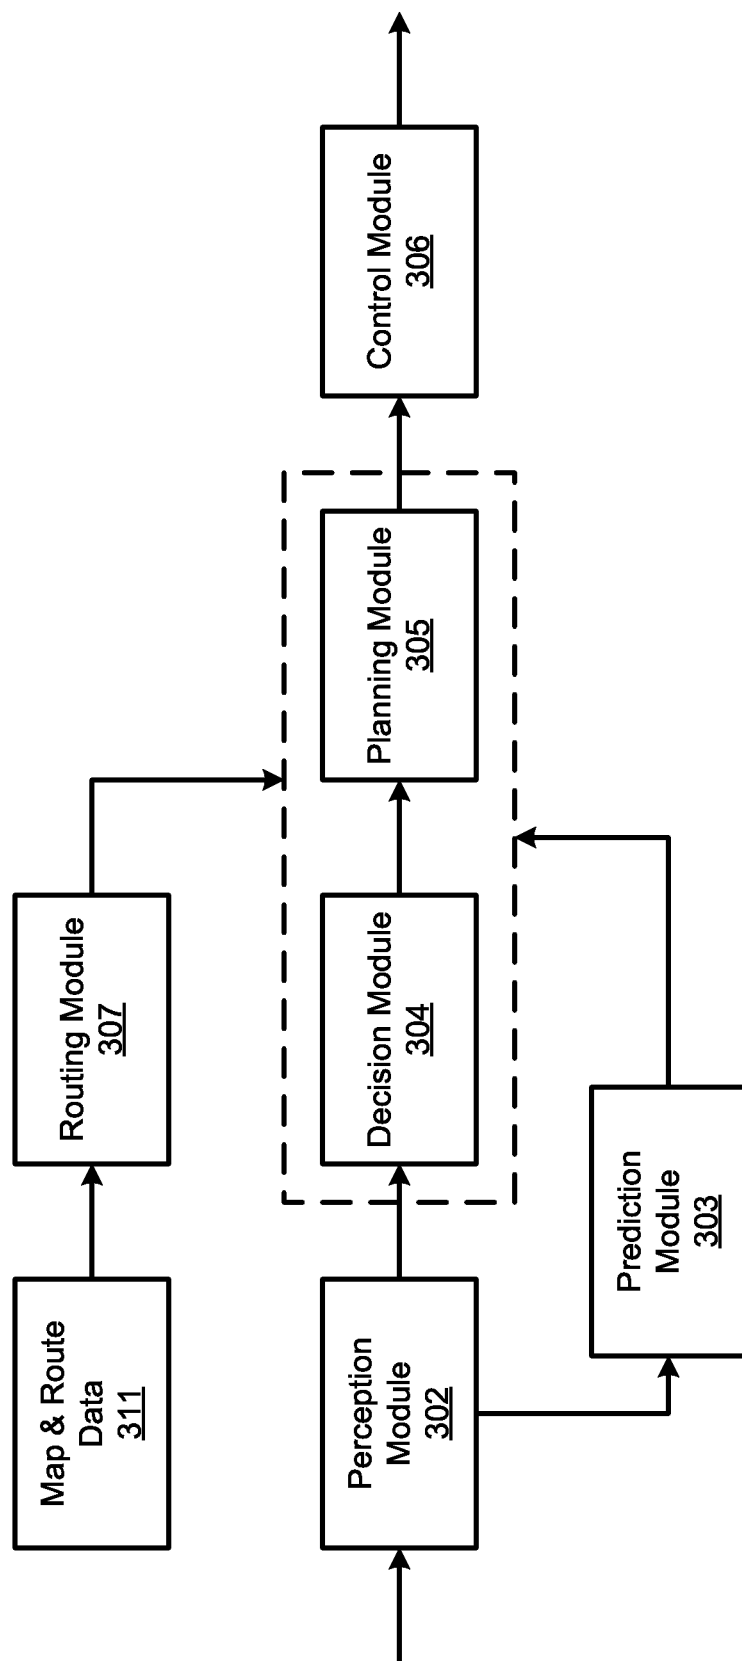 Map & Route
Data
311
Routing Module
307
Perception
Module
302
Decision Module
304
Planning Module
305
Control Module
306
Prediction
Module
303